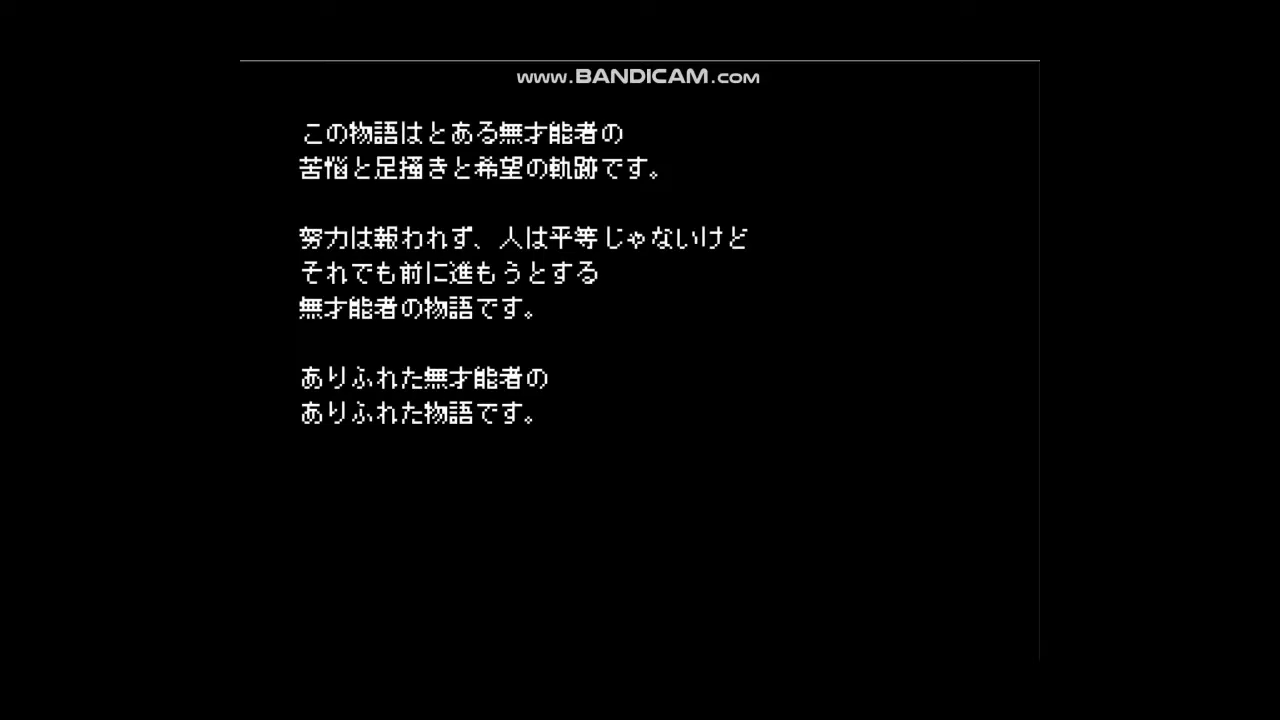 www.BANDICAM.com
この物語はとある無才能者の
苦悩と足掻きと希望の軌跡です。
努力は報われず、人は平等じゃないけど
それでも前に進もうとする
無才能者の物語です。
ありふれた無才能者の
ありふれた物語です。